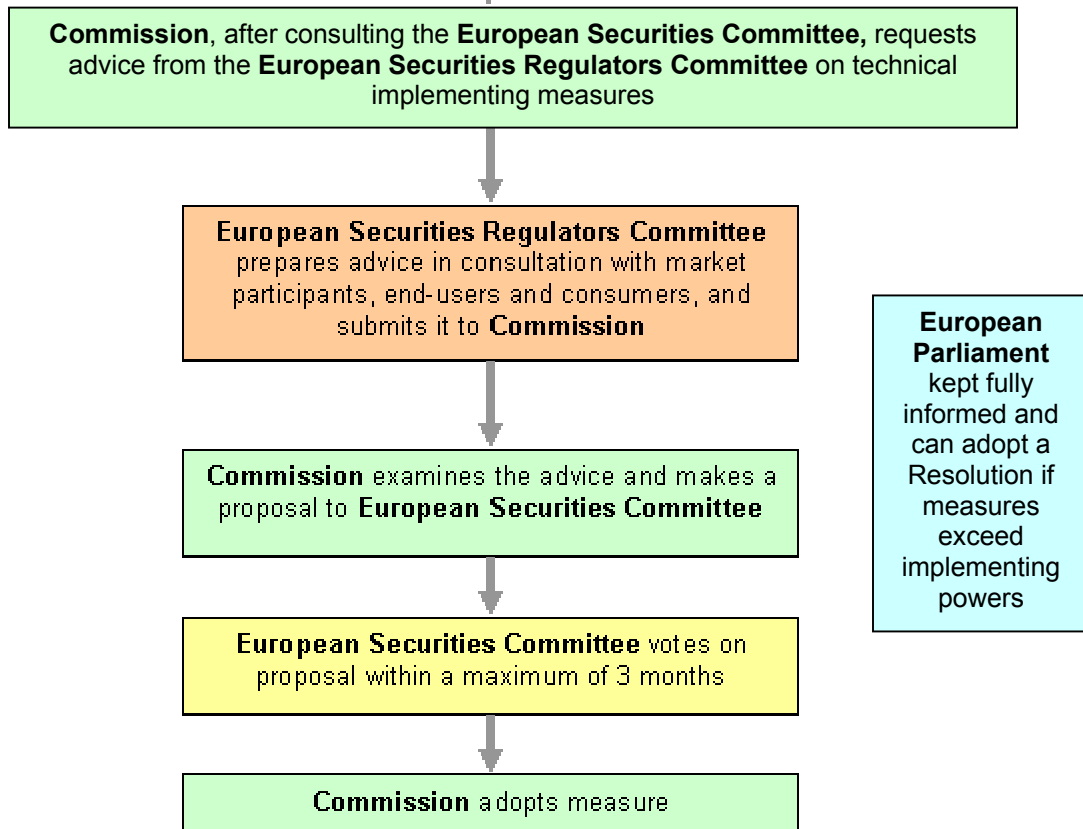 Commission, after consulting the European Securities Committee, requests
advice from the European Securities Regulators Committee on technical
implementing measures
European Securities Regulators Committee
prepares advice in consultation with market
participants, end-users and consumers, and
submits it to Commission
European
Parliament
kept fully
informed and
can adopt a
Resolution if
measures
exceed
implementing
powers
Commission examines the advice and makes a
proposal to European Securities Committee
European Securities Committee votes on
proposal within a maximum of 3 months
Commission adopts measure